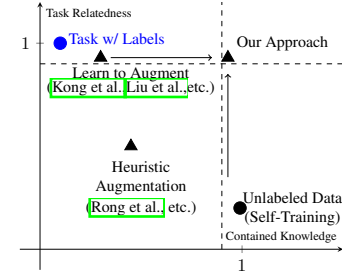 Task Relatedness
1
Task w/ Labels
Our Approach
Learn to Augment
(Kong et al., Liu et al.,etc.)
Heuristic
Augmentation
(Rong et al., etc.)
Unlabeled Data
(Self-Training)
Contained Knowledge
1